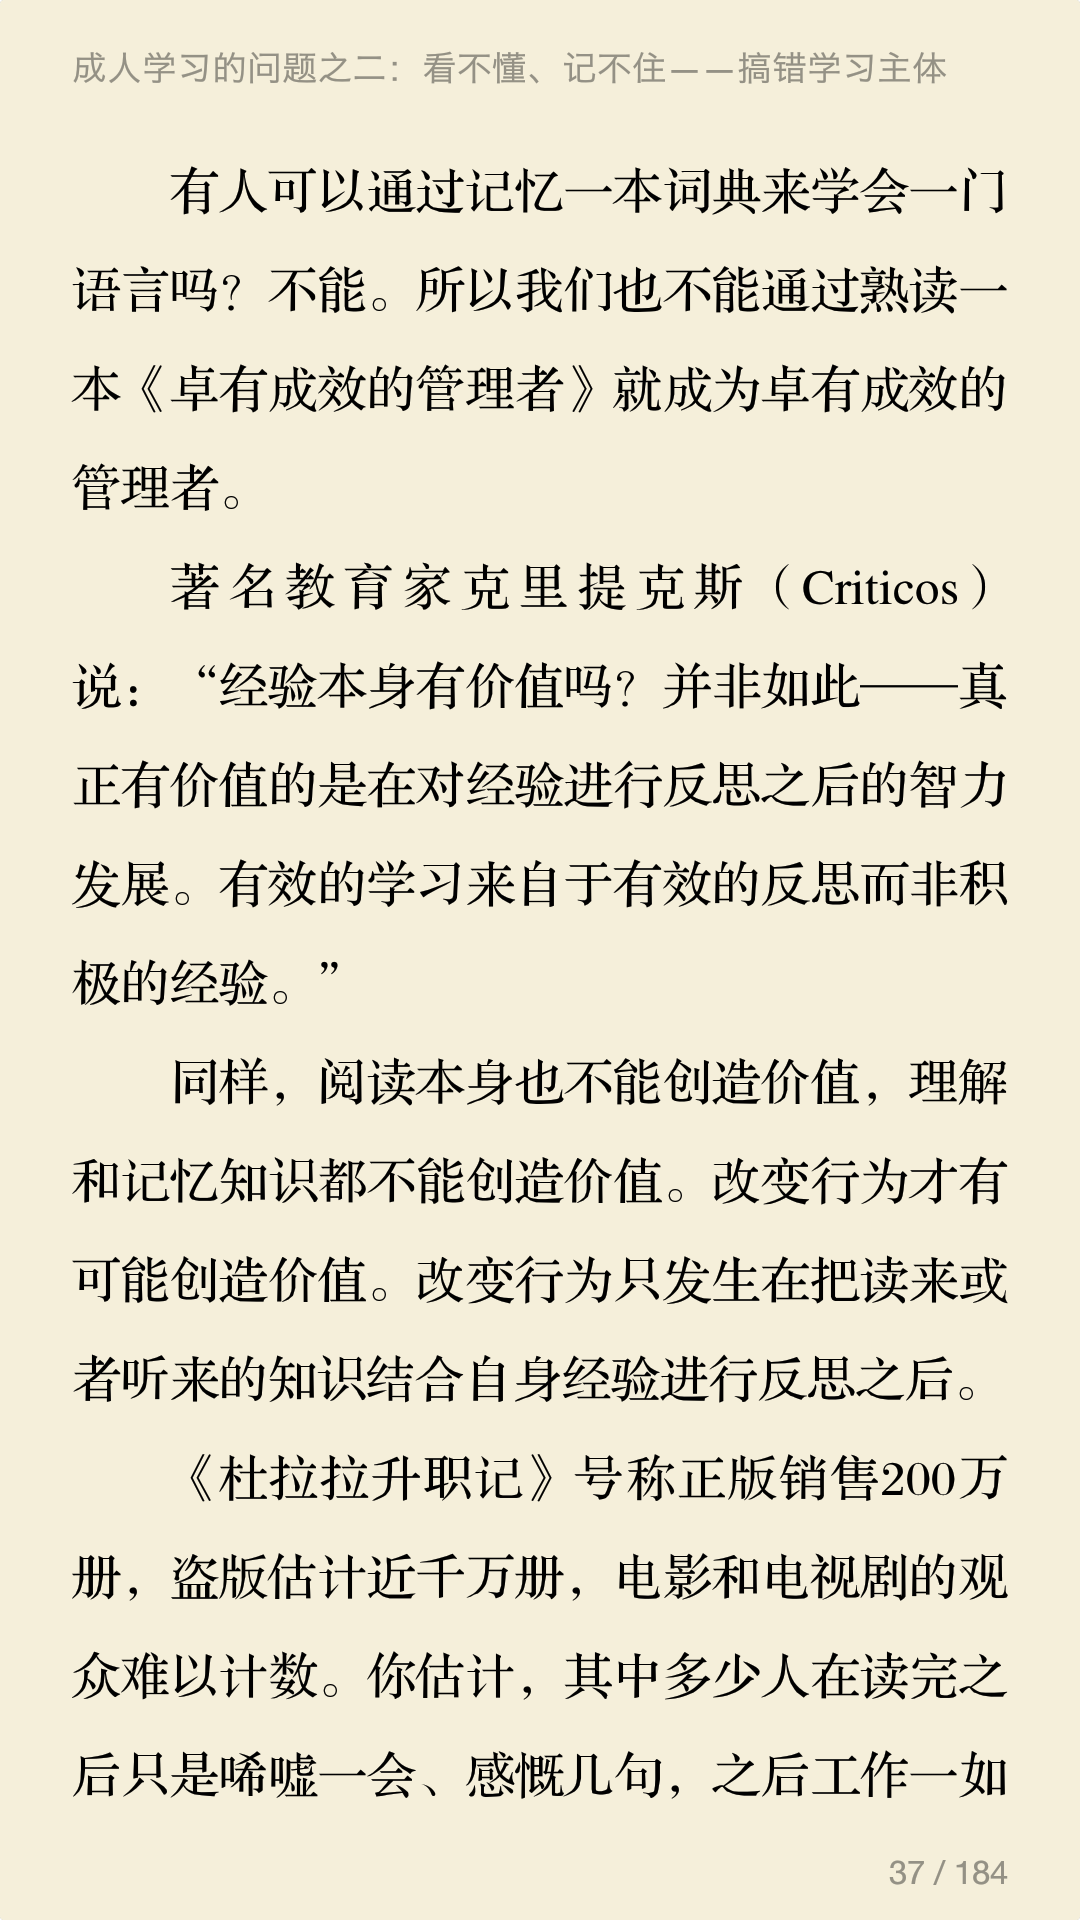 成人学习的问题之二：看不懂、记不住——搞错学习主体
有人可以通过记忆一本词典来学会一门
语言吗？不能。所以我们也不能通过熟读一
本《卓有成效的管理者》就成为卓有成效的
管理者。
著名教育家克里提克斯（Criticos）
说：“经验本身有价值吗？并非如此——真
正有价值的是在对经验进行反思之后的智力
发展。有效的学习来自于有效的反思而非积
极的经验。”
同样，阅读本身也不能创造价值，理解
和记忆知识都不能创造价值。改变行为才有
可能创造价值。改变行为只发生在把读来或
者听来的知识结合自身经验进行反思之后。
《杜拉拉升职记》号称正版销售200万
册，盗版估计近千万册，电影和电视剧的观
众难以计数。你估计，其中多少人在读完之
后只是唏嘘一会、感慨几句，之后工作一如
37 / 184